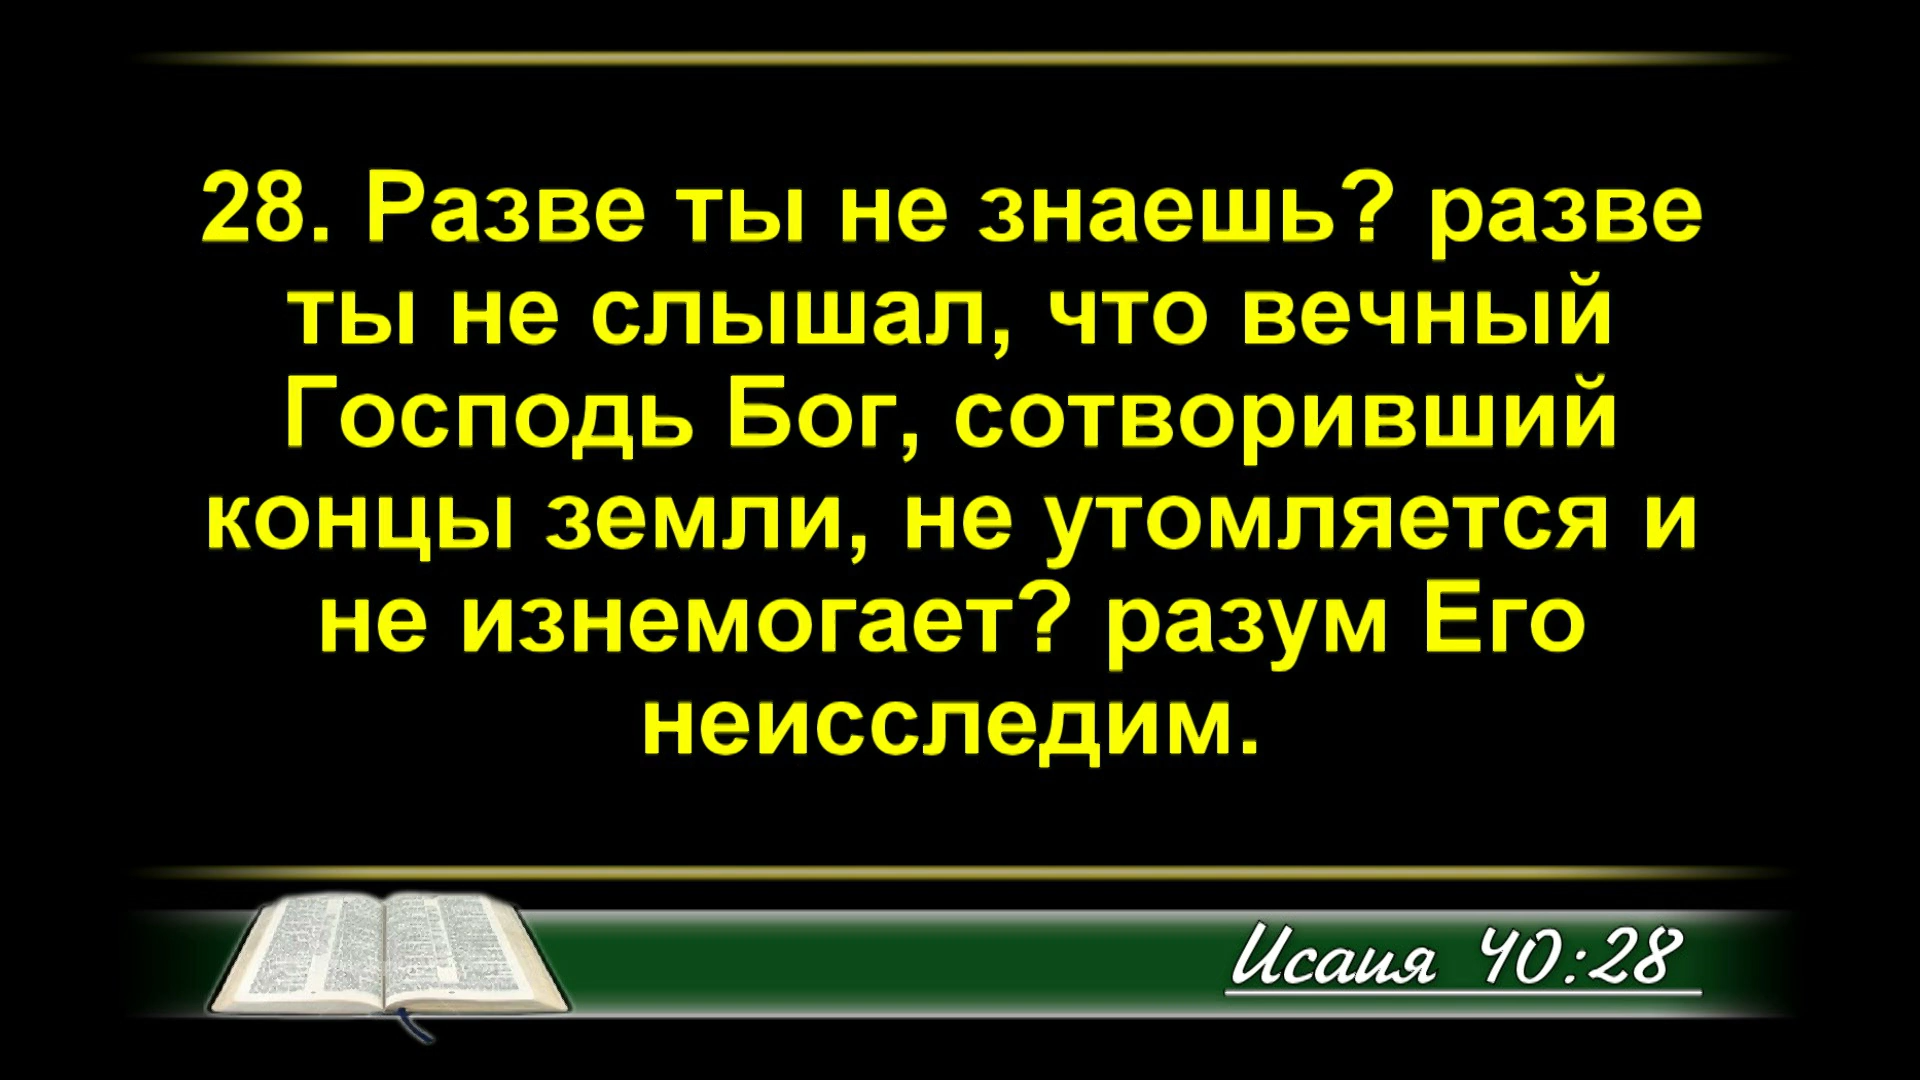 28. Разве ты не знаешь? разве
ты не слышал, что вечный
Господь Бог, сотворивший
концы земли, не утомляется и
не изнемогает? разум Его
неисследим.
Исаия 40:28